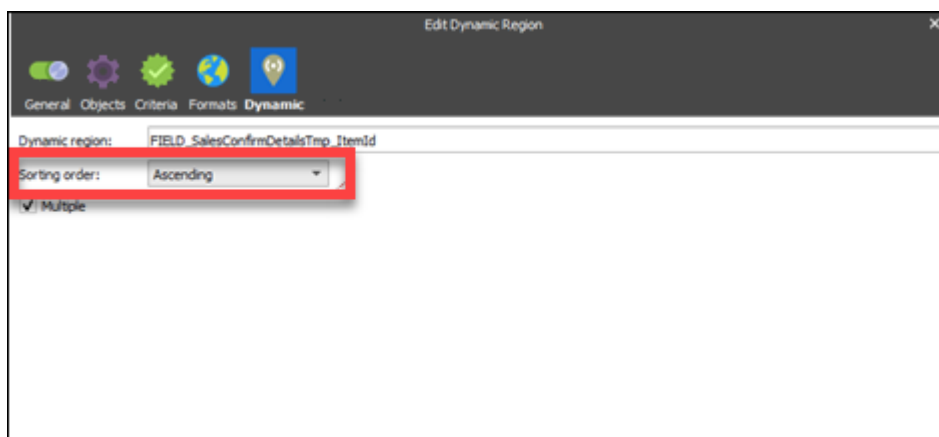 Edit Dynamic Region
General Objects Criteria Formats Dynamic
Dynamic region: FIELD_SalesConfirmDetailsTmp_ItemId
Sorting order: Ascending
Multiple